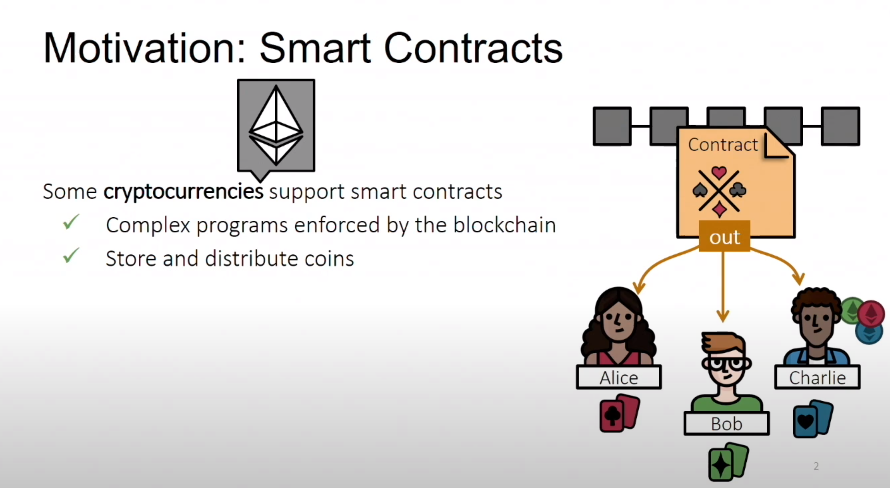 Motivation: Smart Contracts
Some cryptocurrencies support smart contracts
Complex programs enforced by the blockchain
Store and distribute coins
Contract
out
Alice
Bob
Charlie
2